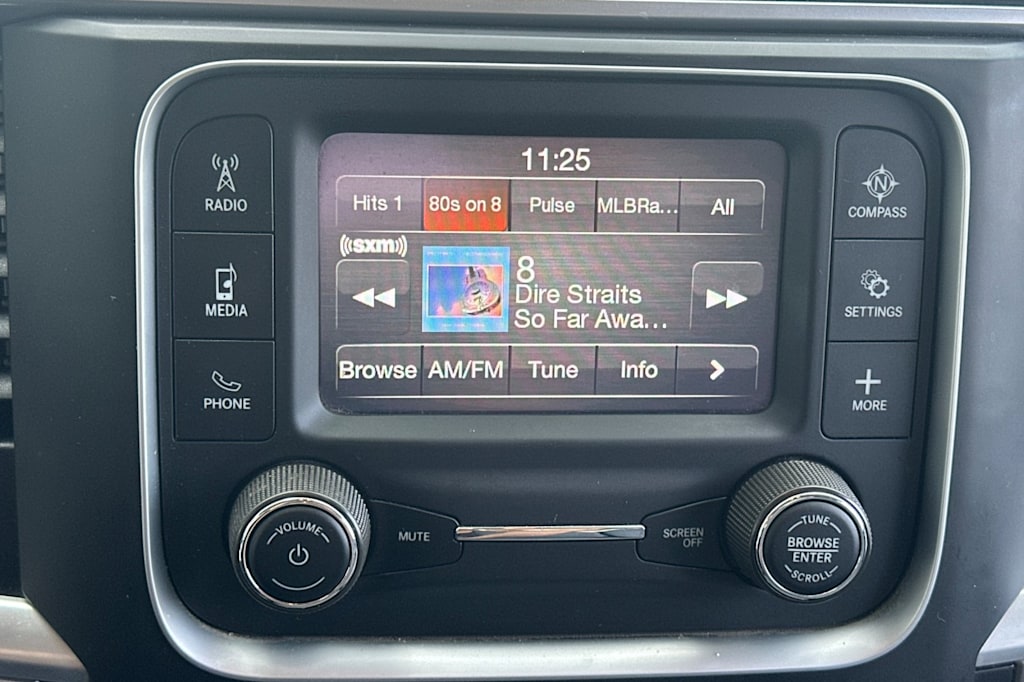 11:25
Hits 1
80s on 8
Pulse
MLBRa...
All
((sxm))
8
Dire Straits
So Far Awa...
Browse
AM/FM
Tune
Info
>
RADIO
MEDIA
PHONE
N
COMPASS
SETTINGS
MORE
VOLUME
MUTE
SCREEN
OFF
TUNE
BROWSE
ENTER
SCROLL